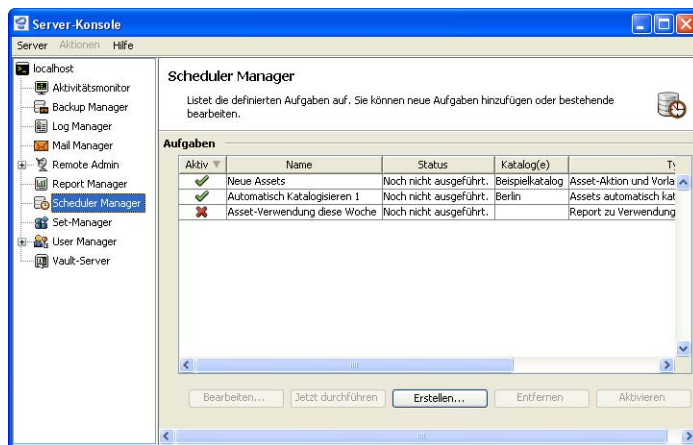 Server-Konsole
Server Aktionen Hilfe
localhost
Aktivitätsmonitor
Backup Manager
Log Manager
Mail Manager
Remote Admin
Report Manager
Scheduler Manager
Set-Manager
User Manager
Vault-Server
Scheduler Manager
Listet die definierten Aufgaben auf. Sie können neue Aufgaben hinzufügen oder bestehende
bearbeiten.
Aufgaben
Aktiv Name Status Katalog(e) Ty
Neue Assets Noch nicht ausgeführt. Beispielkatalog Asset-Aktion und Vorla
Automatisch Katalogisieren 1 Noch nicht ausgeführt. Berlin Assets automatisch kat
Asset-Verwendung diese Woche Noch nicht ausgeführt. Report zu Verwendung
Bearbeiten... Jetzt durchführen Erstellen... Entfernen Aktivieren